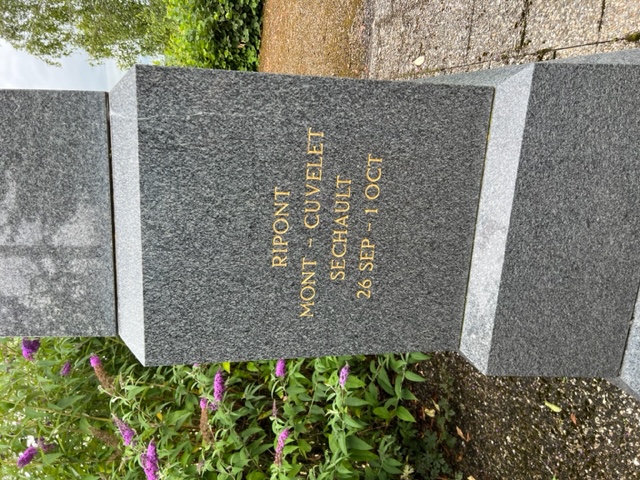 RIPONT
MONT - CUVELET
SECHAULT
26 SEP - 1 OCT